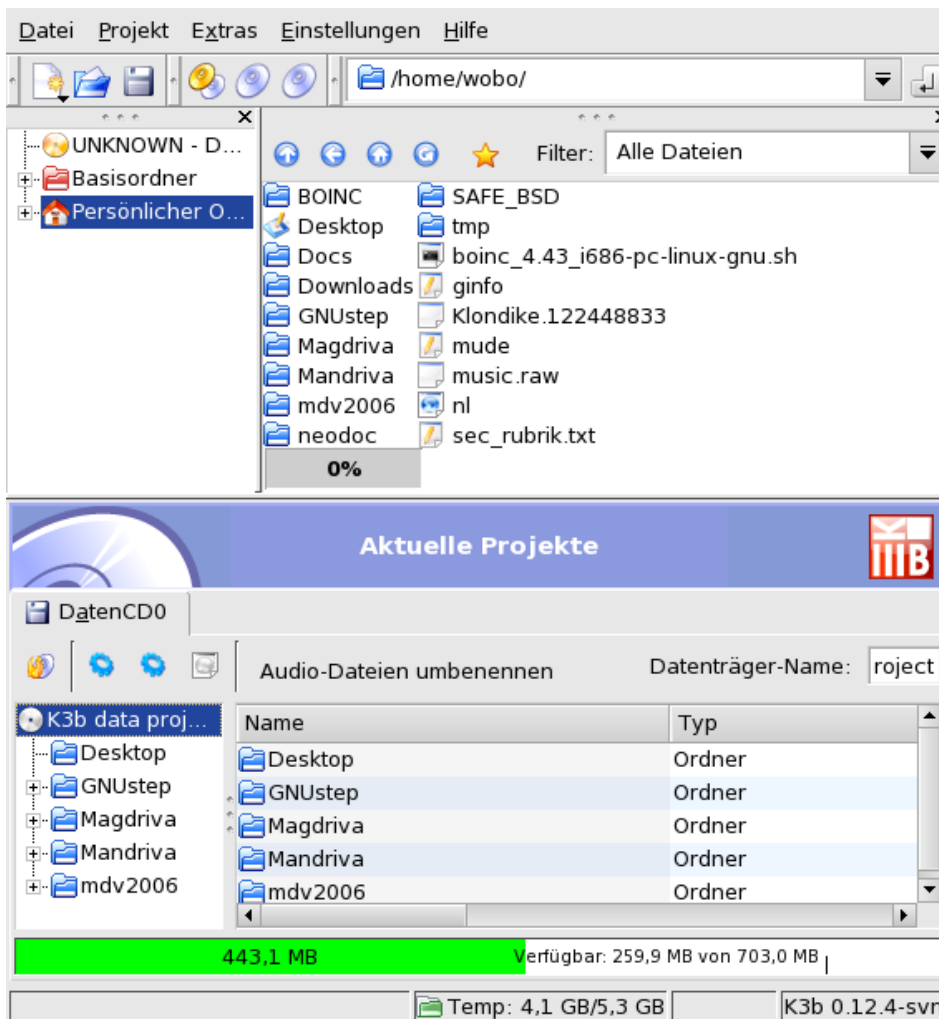 Datei Projekt Extras Einstellungen Hilfe
/home/wobo/
UNKNOWN - D...
Basisordner
Persönlicher O...
Filter: Alle Dateien
BOINC SAFE_BSD
Desktop tmp
Docs boinc_4.43_i686-pc-linux-gnu.sh
Downloads ginfo
GNUstep Klondike.122448833
Magdriva mude
Mandriva music.raw
mdv2006 nl
neodoc sec_rubrik.txt
0%
Aktuelle Projekte
K3B
DatenCD0
Audio-Dateien umbenennen Datenträger-Name: roject
K3b data proj...
Desktop
GNUstep
Magdriva
Mandriva
mdv2006
Name Typ
Desktop Ordner
GNUstep Ordner
Magdriva Ordner
Mandriva Ordner
mdv2006 Ordner
443,1 MB Verfügbar: 259,9 MB von 703,0 MB
Temp: 4,1 GB/5,3 GB K3b 0.12.4-svn